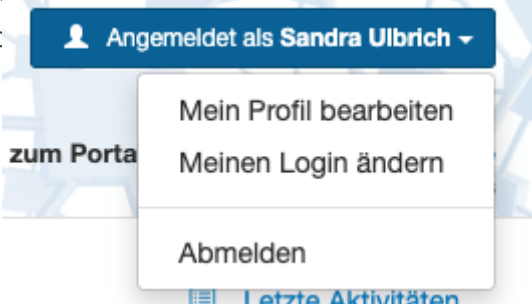 Angemeldet als Sandra Ulbrich
Mein Profil bearbeiten
zum Porta
Meinen Login ändern
Abmelden
Letzte Aktivitäten